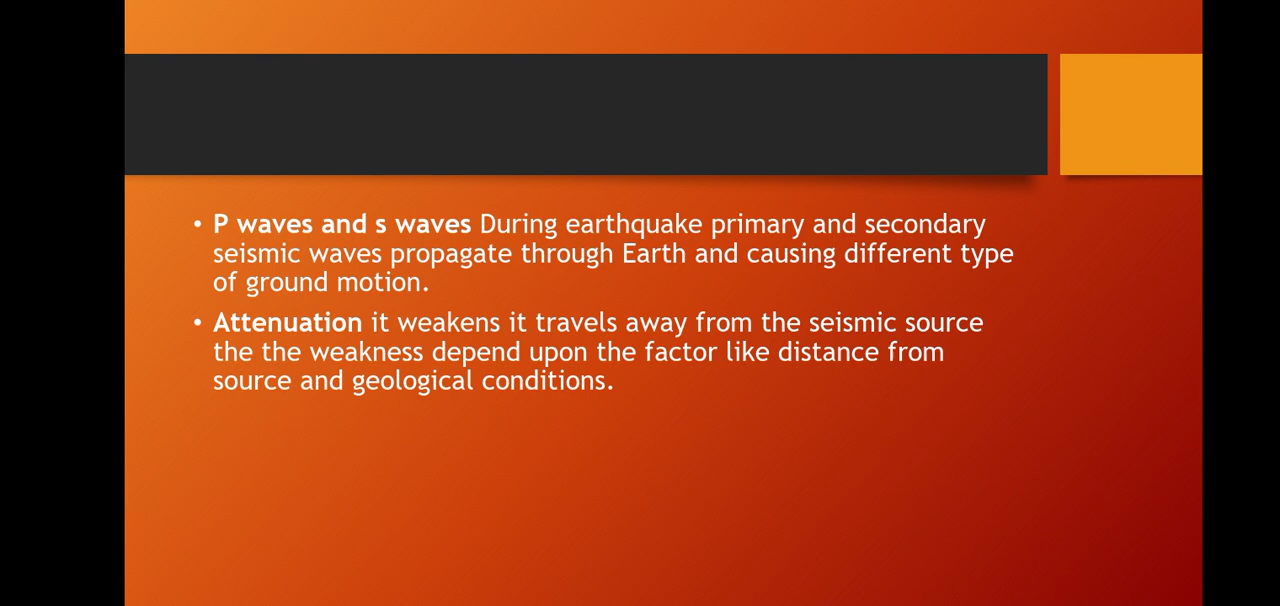 • P waves and s waves During earthquake primary and secondary
seismic waves propagate through Earth and causing different type
of ground motion.
• Attenuation it weakens it travels away from the seismic source
the the weakness depend upon the factor like distance from
source and geological conditions.